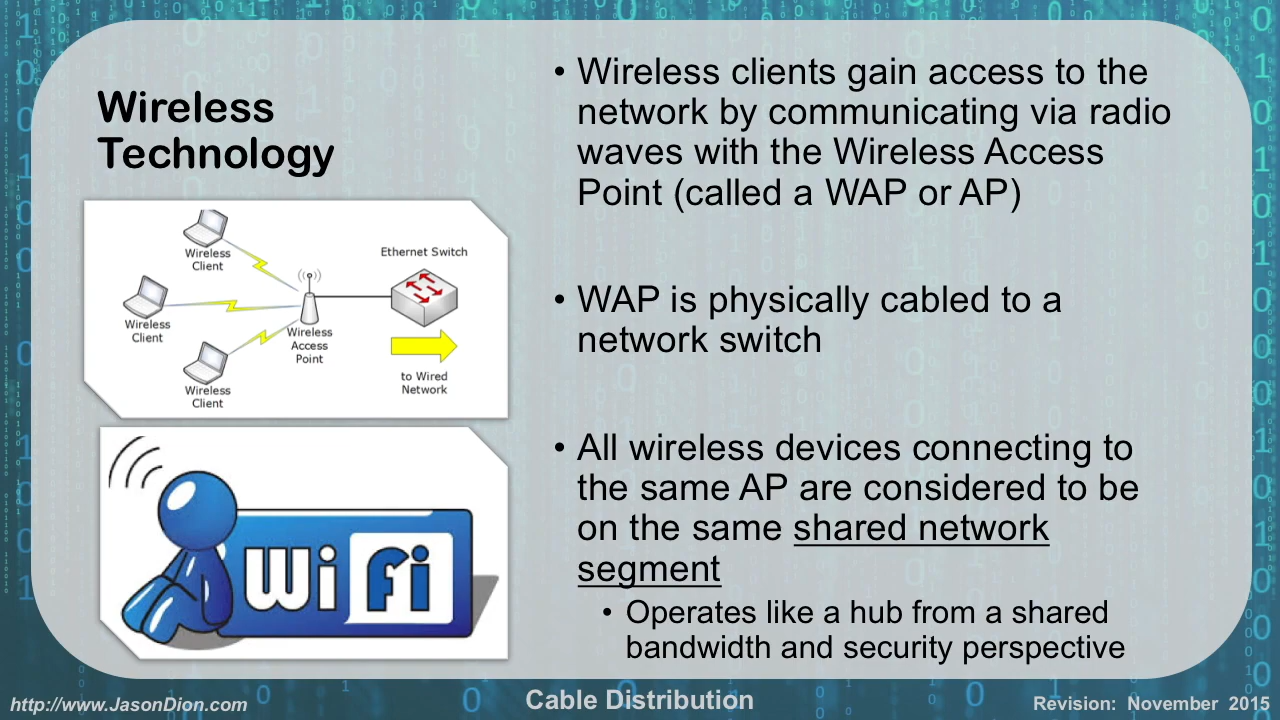 Wireless
Technology
Wireless
Client
Wireless
Client
Wireless
Client
Wireless
Access
Point
Ethernet Switch
to Wired
Network
WiFi
• Wireless clients gain access to the
network by communicating via radio
waves with the Wireless Access
Point (called a WAP or AP)
• WAP is physically cabled to a
network switch
• All wireless devices connecting to
the same AP are considered to be
on the same shared network
segment
• Operates like a hub from a shared
bandwidth and security perspective
http://www.JasonDion.com
Cable Distribution
Revision: November 2015